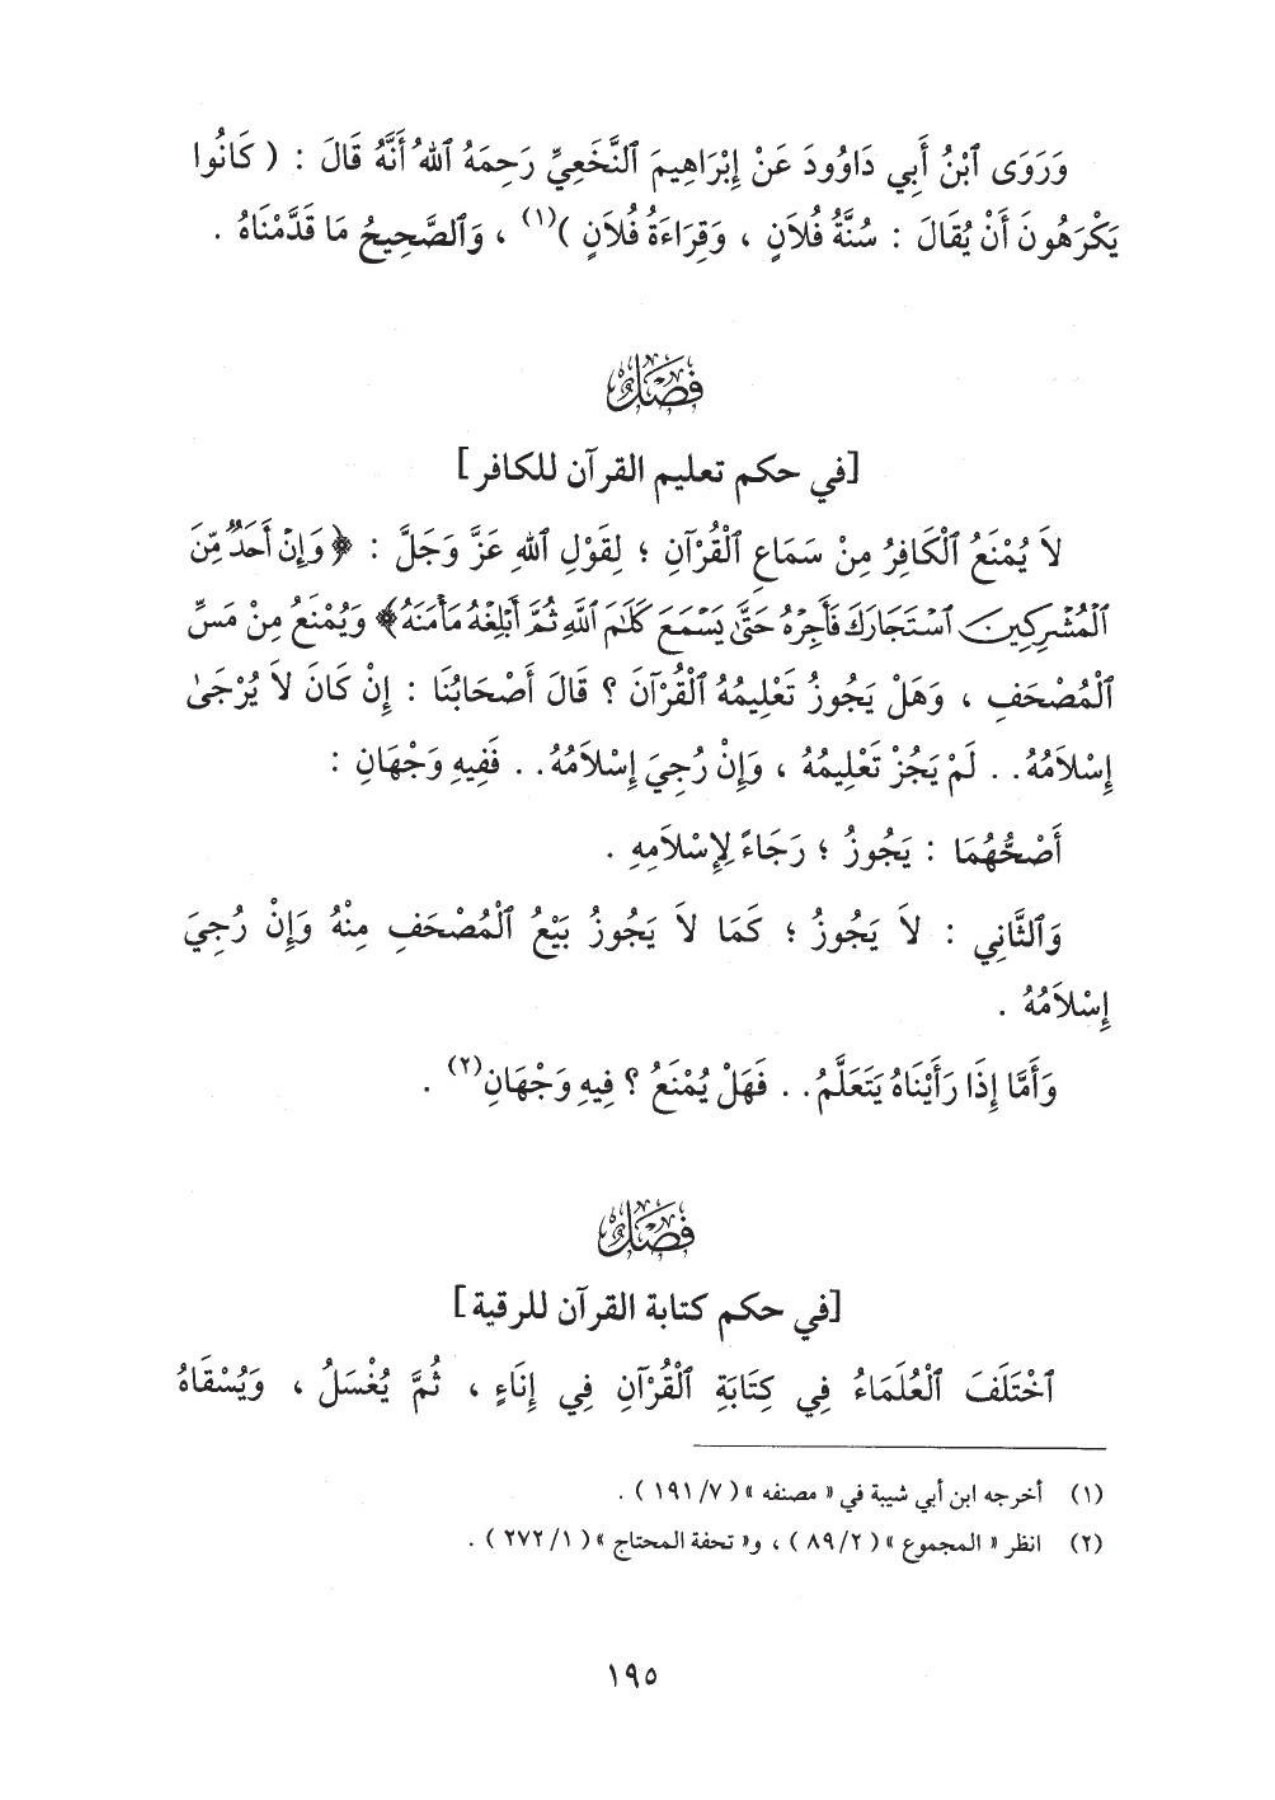 وَرَوَى ٱبْنُ أَبِي دَاوُودَ عَنْ إِبْرَاهِيمَ ٱلنَّخَعِيِّ رَحِمَهُ ٱللهُ أَنَّهُ قَالَ : ( كَانُوا
يَكْرَهُونَ أَنْ يُقَالَ : سُنَّةُ فُلاَنٍ ، وَقِرَاءَةُ فُلاَنٍ )(١) ، وَٱلصَّحِيحُ مَا قَدَّمْنَاهُ .
فَصْلٌ
[في حكم تعليم القرآن للكافر]
لاَ يُمْنَعُ ٱلْكَافِرُ مِنْ سَمَاعِ ٱلْقُرْآنِ ؛ لِقَوْلِ ٱللهِ عَزَّ وَجَلَّ : ﴿وَإِنْ أَحَدٌ مِّنَ
ٱلْمُشْرِكِينَ ٱسْتَجَارَكَ فَأَجِرْهُ حَتَّىٰ يَسْمَعَ كَلَٰمَ ٱللَّهِ ثُمَّ أَبْلِغْهُ مَأْمَنَهُ﴾ وَيُمْنَعُ مِنْ مَسِّ
ٱلْمُصْحَفِ ، وَهَلْ يَجُوزُ تَعْلِيمُهُ ٱلْقُرْآنَ ؟ قَالَ أَصْحَابُنَا : إِنْ كَانَ لاَ يُرْجَىٰ
إِسْلاَمُهُ. . لَمْ يَجُزْ تَعْلِيمُهُ ، وَإِنْ رُجِيَ إِسْلاَمُهُ. . فَفِيهِ وَجْهَانِ :
أَصْحُّهُمَا : يَجُوزُ ؛ رَجَاءً لِإِسْلاَمِهِ .
وَٱلثَّانِي : لاَ يَجُوزُ ؛ كَمَا لاَ يَجُوزُ بَيْعُ ٱلْمُصْحَفِ مِنْهُ وَإِنْ رُجِيَ
إِسْلاَمُهُ .
وَأَمَّا إِذَا رَأَيْنَاهُ يَتَعَلَّمُ. . فَهَلْ يُمْنَعُ ؟ فِيهِ وَجْهَانِ(٢) .
فَصْلٌ
[في حكم كتابة القرآن للرقية]
ٱخْتَلَفَ ٱلْعُلَمَاءُ فِي كِتَابَةِ ٱلْقُرْآنِ فِي إِنَاءٍ ، ثُمَّ يُغْسَلُ ، وَيُسْقَاهُ
(١) أخرجه ابن أبي شيبة في « مصنفه » ( ٧/ ١٩١ ) .
(٢) انظر « المجموع » ( ٢/ ٨٩ ) ، و« تحفة المحتاج » ( ١/ ٢٧٢ ) .
١٩٥